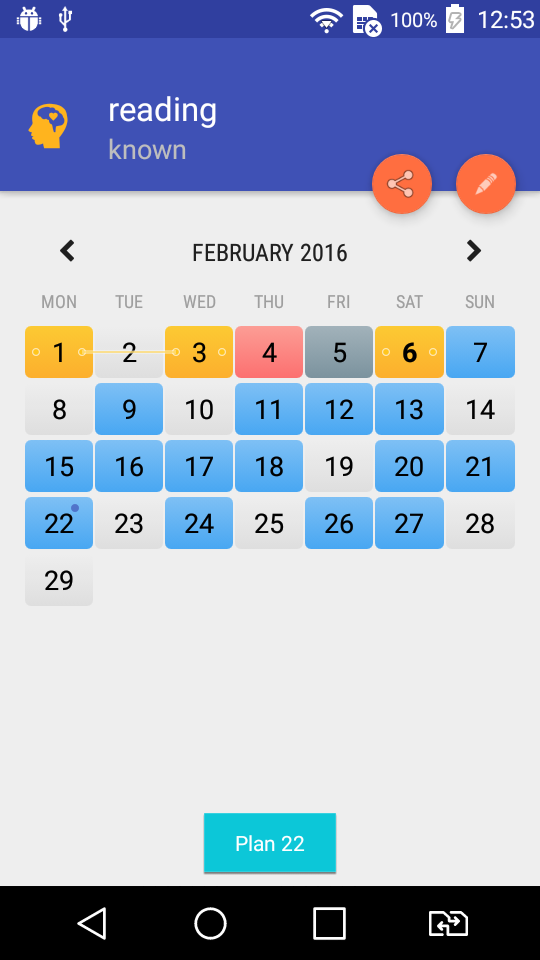 100% 12:53
reading
known
FEBRUARY 2016
MON TUE WED THU FRI SAT SUN
1 2 3 4 5 6 7
8 9 10 11 12 13 14
15 16 17 18 19 20 21
22 23 24 25 26 27 28
29
Plan 22